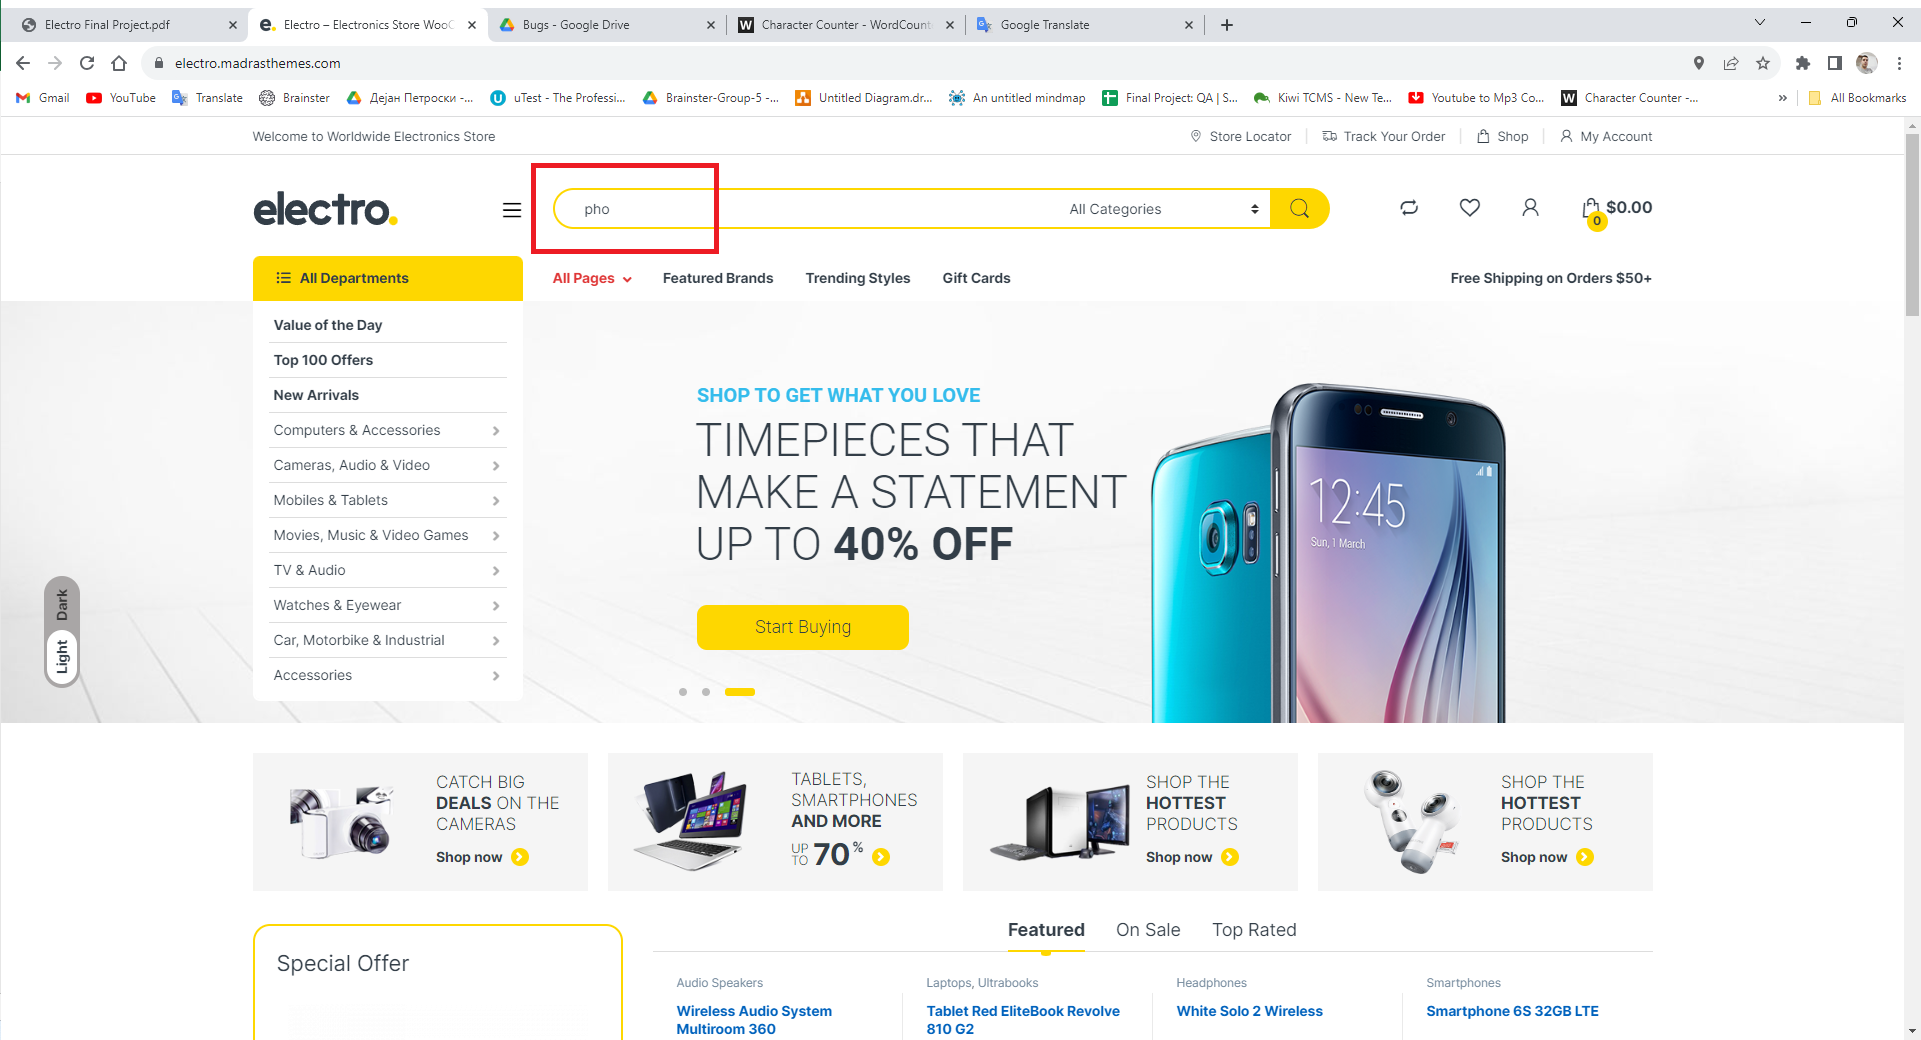 Electro Final Project.pdf
Electro – Electronics Store WooC
Bugs - Google Drive
Character Counter - WordCount
Google Translate
electro.madrasthemes.com
Gmail
YouTube
Translate
Brainster
Дејан Петроски -...
uTest - The Professi...
Brainster-Group-5 -...
Untitled Diagram.dr...
An untitled mindmap
Final Project: QA | S...
Kiwi TCMS - New Te...
Youtube to Mp3 Co...
Character Counter -...
»
All Bookmarks
Welcome to Worldwide Electronics Store
Store Locator
Track Your Order
Shop
My Account
electro.
pho
All Categories
0
$0.00
All Departments
All Pages
Featured Brands
Trending Styles
Gift Cards
Free Shipping on Orders $50+
Value of the Day
Top 100 Offers
New Arrivals
Computers & Accessories
Cameras, Audio & Video
Mobiles & Tablets
Movies, Music & Video Games
TV & Audio
Watches & Eyewear
Car, Motorbike & Industrial
Accessories
SHOP TO GET WHAT YOU LOVE
TIMEPIECES THAT
MAKE A STATEMENT
UP TO 40% OFF
Start Buying
12:45
Sun, 1 March
Dark
Light
CATCH BIG
DEALS ON THE
CAMERAS
Shop now
TABLETS,
SMARTPHONES
AND MORE
UP TO 70%
SHOP THE
HOTTEST
PRODUCTS
Shop now
SHOP THE
HOTTEST
PRODUCTS
Shop now
Special Offer
Featured
On Sale
Top Rated
Audio Speakers
Wireless Audio System
Multiroom 360
Laptops, Ultrabooks
Tablet Red EliteBook Revolve
810 G2
Headphones
White Solo 2 Wireless
Smartphones
Smartphone 6S 32GB LTE